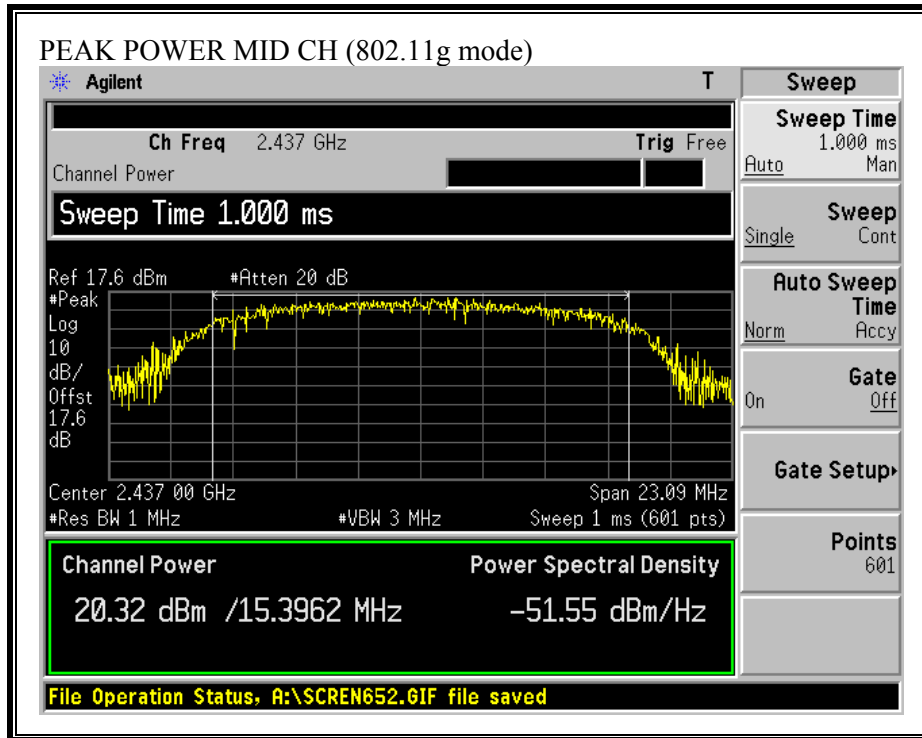 PEAK POWER MID CH (802.11g mode)
Agilent T
Ch Freq 2.437 GHz Trig Free
Channel Power
Sweep Time 1.000 ms
Ref 17.6 dBm #Atten 20 dB
#Peak
Log
10
dB/
Offst
17.6
dB
Center 2.437 00 GHz Span 23.09 MHz
#Res BW 1 MHz #VBW 3 MHz Sweep 1 ms (601 pts)
Channel Power Power Spectral Density
20.32 dBm /15.3962 MHz -51.55 dBm/Hz
File Operation Status, A:\SCREN652.GIF file saved
Sweep
Sweep Time
1.000 ms
Auto Man
Sweep
Single Cont
Auto Sweep
Time
Norm Accy
Gate
On Off
Gate Setup
Points
601